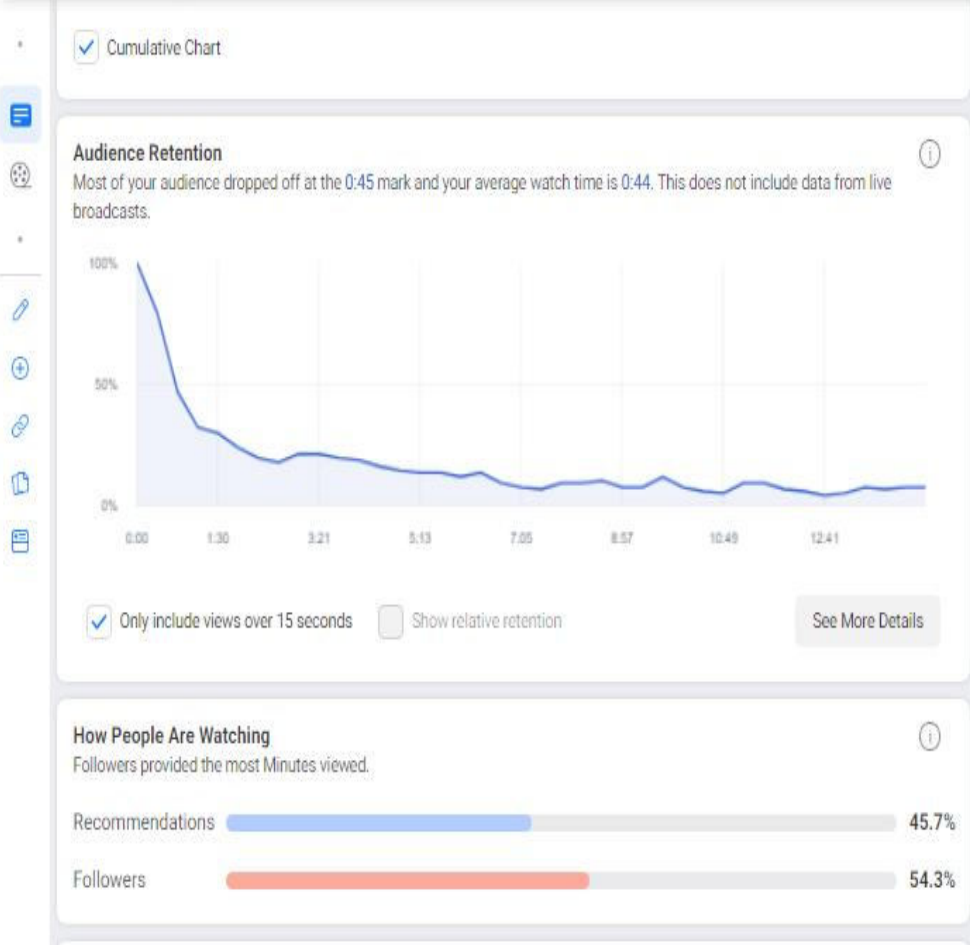 Cumulative Chart
Audience Retention
Most of your audience dropped off at the 0:45 mark and your average watch time is 0:44. This does not include data from live
broadcasts.
100%
50%
0%
0:00 1:30 3:21 5:13 7:05 8:57 10:49 12:41
Only include views over 15 seconds Show relative retention See More Details
How People Are Watching
Followers provided the most Minutes viewed.
Recommendations 45.7%
Followers 54.3%